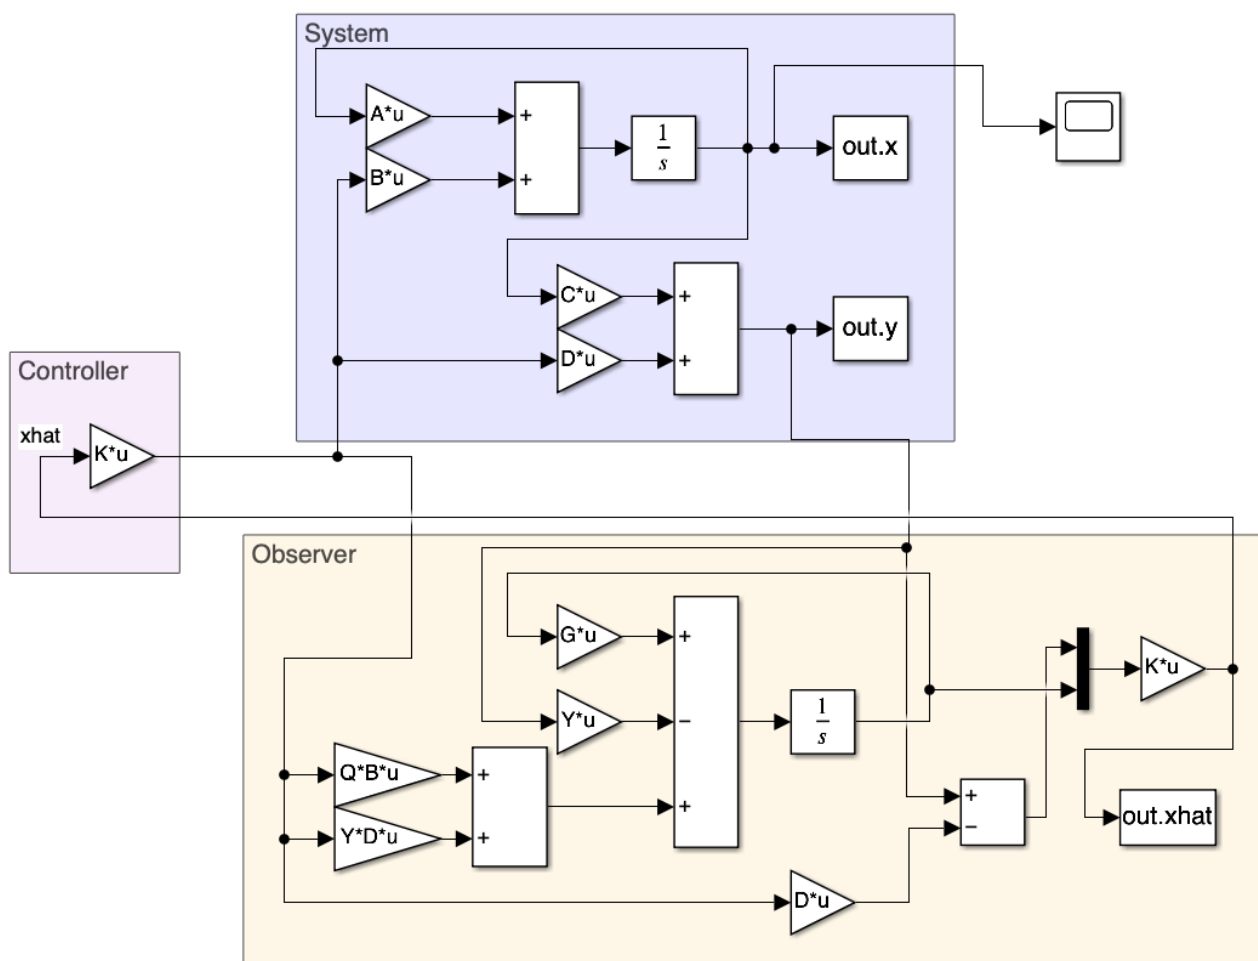 System
A*u
+
1
s
out.x
B*u
+
C*u
+
out.y
D*u
+
Controller
xhat
K*u
Observer
G*u
+
K*u
Y*u
−
1
s
Q*B*u
+
+
+
out.xhat
Y*D*u
+
−
D*u